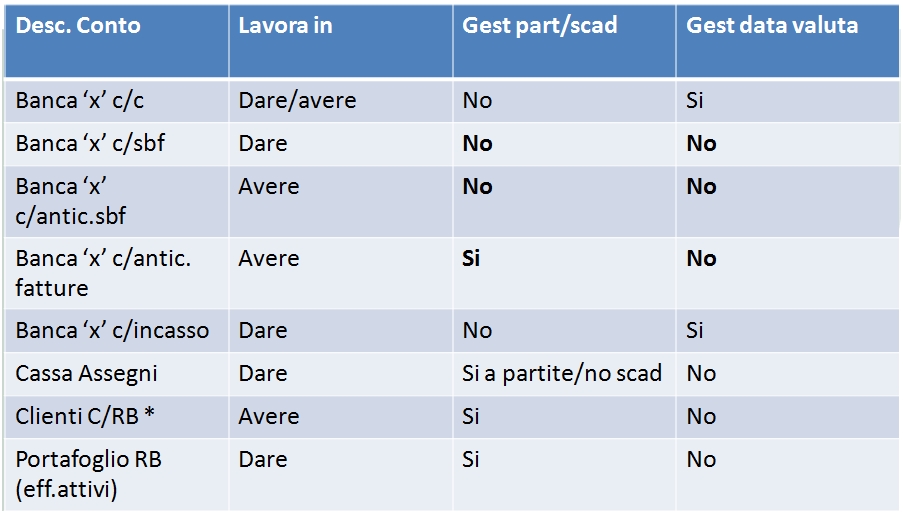 Desc. Conto Lavora in Gest part/scad Gest data valuta
Banca ‘x’ c/c Dare/avere No Si
Banca ‘x’ c/sbf Dare No No
Banca ‘x’ Avere No No
c/antic.sbf
Banca ‘x’ c/antic. Avere Si No
fatture
Banca ‘x’ c/incasso Dare No Si
Cassa Assegni Dare Si a partite/no scad No
Clienti C/RB * Avere Si No
Portafoglio RB Dare Si No
(eff.attivi)